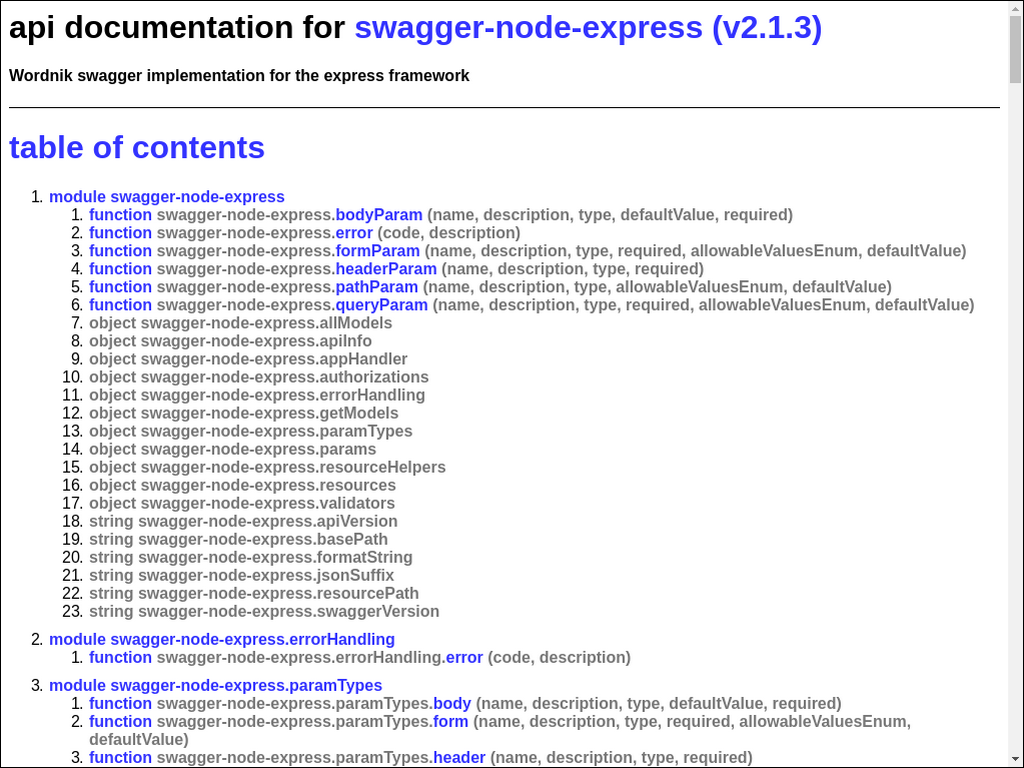 api documentation for swagger-node-express (v2.1.3)
Wordnik swagger implementation for the express framework
table of contents
1. module swagger-node-express
1. function swagger-node-express.bodyParam (name, description, type, defaultValue, required)
2. function swagger-node-express.error (code, description)
3. function swagger-node-express.formParam (name, description, type, required, allowableValuesEnum, defaultValue)
4. function swagger-node-express.headerParam (name, description, type, required)
5. function swagger-node-express.pathParam (name, description, type, allowableValuesEnum, defaultValue)
6. function swagger-node-express.queryParam (name, description, type, required, allowableValuesEnum, defaultValue)
7. object swagger-node-express.allModels
8. object swagger-node-express.apiInfo
9. object swagger-node-express.appHandler
10. object swagger-node-express.authorizations
11. object swagger-node-express.errorHandling
12. object swagger-node-express.getModels
13. object swagger-node-express.paramTypes
14. object swagger-node-express.params
15. object swagger-node-express.resourceHelpers
16. object swagger-node-express.resources
17. object swagger-node-express.validators
18. string swagger-node-express.apiVersion
19. string swagger-node-express.basePath
20. string swagger-node-express.formatString
21. string swagger-node-express.jsonSuffix
22. string swagger-node-express.resourcePath
23. string swagger-node-express.swaggerVersion
2. module swagger-node-express.errorHandling
1. function swagger-node-express.errorHandling.error (code, description)
3. module swagger-node-express.paramTypes
1. function swagger-node-express.paramTypes.body (name, description, type, defaultValue, required)
2. function swagger-node-express.paramTypes.form (name, description, type, required, allowableValuesEnum,
defaultValue)
3. function swagger-node-express.paramTypes.header (name, description, type, required)